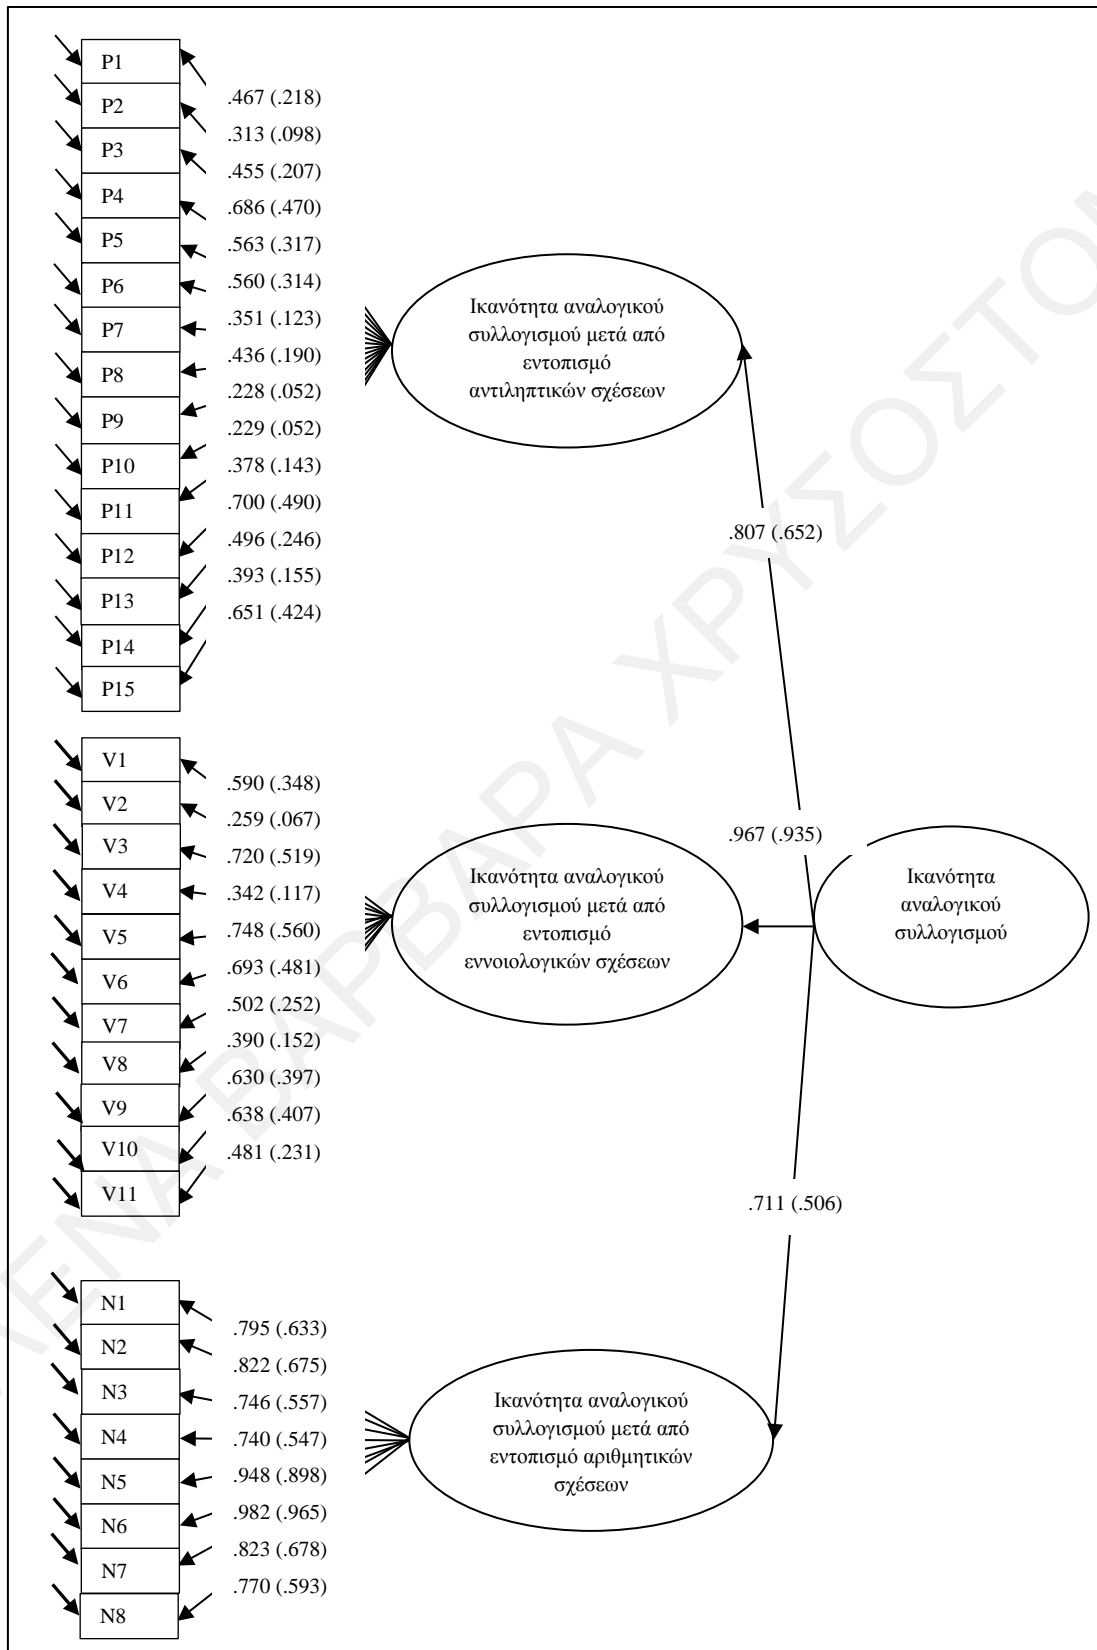 P1
P2
P3
P4
P5
P6
P7
P8
P9
P10
P11
P12
P13
P14
P15
.467 (.218)
.313 (.098)
.455 (.207)
.686 (.470)
.563 (.317)
.560 (.314)
.351 (.123)
.436 (.190)
.228 (.052)
.229 (.052)
.378 (.143)
.700 (.490)
.496 (.246)
.393 (.155)
.651 (.424)
Ικανότητα αναλογικού
συλλογισμού μετά από
εντοπισμό
αντιληπτικών σχέσεων
.807 (.652)
V1
V2
V3
V4
V5
V6
V7
V8
V9
V10
V11
.590 (.348)
.259 (.067)
.720 (.519)
.342 (.117)
.748 (.560)
.693 (.481)
.502 (.252)
.390 (.152)
.630 (.397)
.638 (.407)
.481 (.231)
Ικανότητα αναλογικού
συλλογισμού μετά από
εντοπισμό
εννοιολογικών σχέσεων
.967 (.935)
Ικανότητα
αναλογικού
συλλογισμού
.711 (.506)
N1
N2
N3
N4
N5
N6
N7
N8
.795 (.633)
.822 (.675)
.746 (.557)
.740 (.547)
.948 (.898)
.982 (.965)
.823 (.678)
.770 (.593)
Ικανότητα αναλογικού
συλλογισμού μετά από
εντοπισμό αριθμητικών
σχέσεων
ΒΑΡΒΑΡΑ